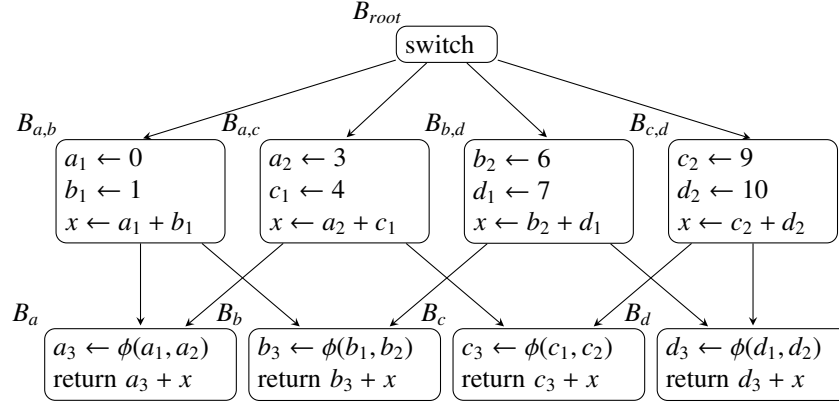 B_root
switch
B_a,b
a₁ ← 0
b₁ ← 1
x ← a₁ + b₁
B_a,c
a₂ ← 3
c₁ ← 4
x ← a₂ + c₁
B_b,d
b₂ ← 6
d₁ ← 7
x ← b₂ + d₁
B_c,d
c₂ ← 9
d₂ ← 10
x ← c₂ + d₂
B_a
a₃ ← ϕ(a₁, a₂)
return a₃ + x
B_b
b₃ ← ϕ(b₁, b₂)
return b₃ + x
B_c
c₃ ← ϕ(c₁, c₂)
return c₃ + x
B_d
d₃ ← ϕ(d₁, d₂)
return d₃ + x